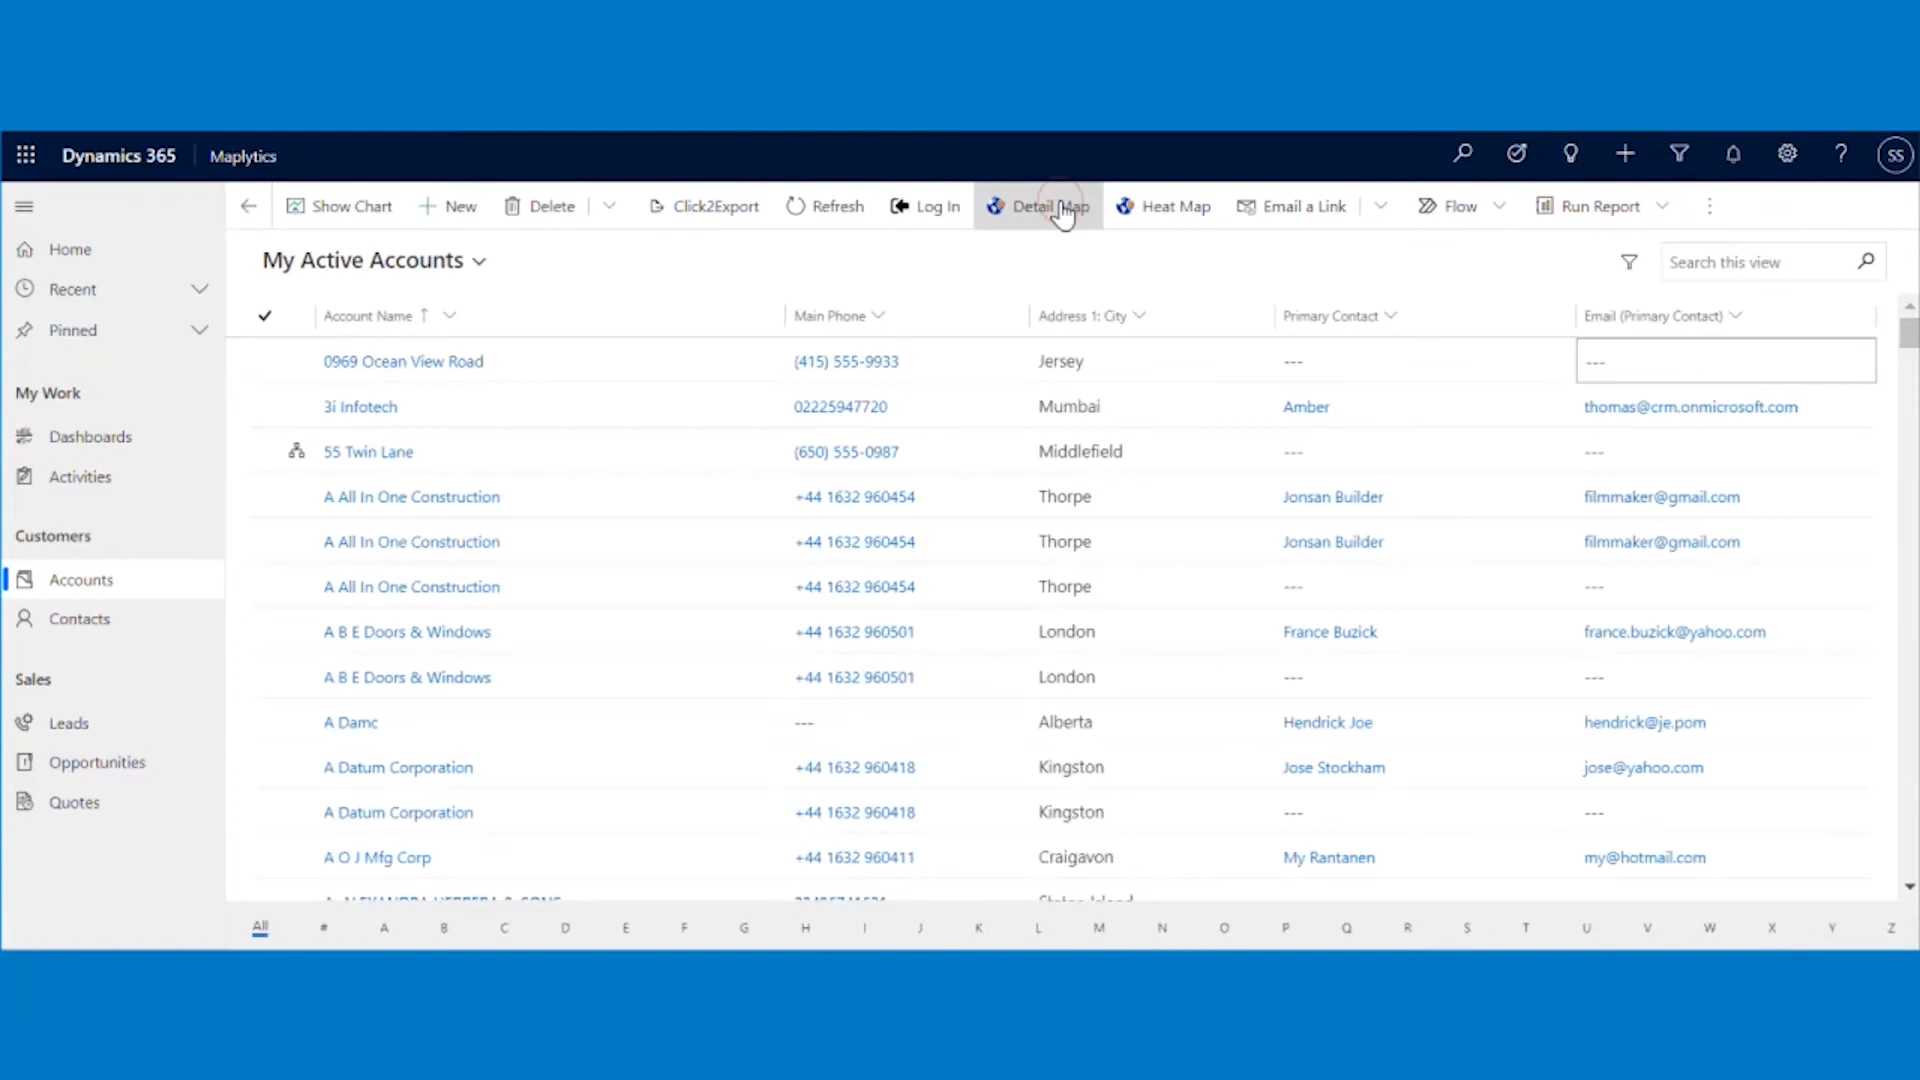 Dynamics 365 Maplytics SS
Show Chart New Delete Click2Export Refresh Log In Detail Map Heat Map Email a Link Flow Run Report
Home
Recent
Pinned
My Work
Dashboards
Activities
Customers
Accounts
Contacts
Sales
Leads
Opportunities
Quotes
My Active Accounts Search this view
Account Name Main Phone Address 1: City Primary Contact Email (Primary Contact)
0969 Ocean View Road (415) 555-9933 Jersey --- ---
3i Infotech 02225947720 Mumbai Amber thomas@crm.onmicrosoft.com
55 Twin Lane (650) 555-0987 Middlefield --- ---
A All In One Construction +44 1632 960454 Thorpe Jonsan Builder filmmaker@gmail.com
A All In One Construction +44 1632 960454 Thorpe Jonsan Builder filmmaker@gmail.com
A All In One Construction +44 1632 960454 Thorpe --- ---
A B E Doors & Windows +44 1632 960501 London France Buzick france.buzick@yahoo.com
A B E Doors & Windows +44 1632 960501 London --- ---
A Damc --- Alberta Hendrick Joe hendrick@je.pom
A Datum Corporation +44 1632 960418 Kingston Jose Stockham jose@yahoo.com
A Datum Corporation +44 1632 960418 Kingston --- ---
A O J Mfg Corp +44 1632 960411 Craigavon My Rantanen my@hotmail.com
All # A B C D E F G H I J K L M N O P Q R S T U V W X Y Z